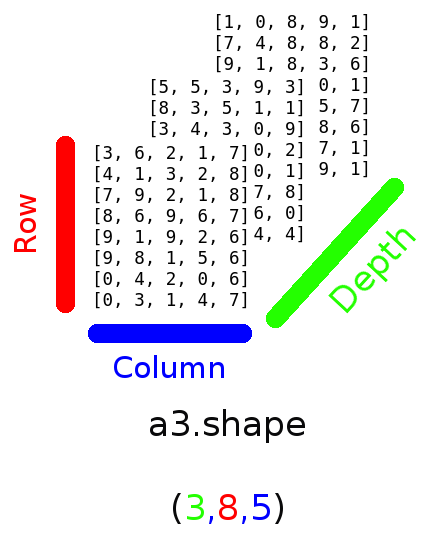 [1, 0, 8, 9, 1]
[7, 4, 8, 8, 2]
[9, 1, 8, 3, 6]
[5, 5, 3, 9, 3] 0, 1]
[8, 3, 5, 1, 1] 5, 7]
[3, 4, 3, 0, 9] 8, 6]
[3, 6, 2, 1, 7] 0, 2] 7, 1]
[4, 1, 3, 2, 8] 0, 1] 9, 1]
[7, 9, 2, 1, 8] 7, 8]
[8, 6, 9, 6, 7] 6, 0]
[9, 1, 9, 2, 6] 4, 4]
[9, 8, 1, 5, 6]
[0, 4, 2, 0, 6]
[0, 3, 1, 4, 7]
Row
Depth
Column
a3.shape
(3,8,5)